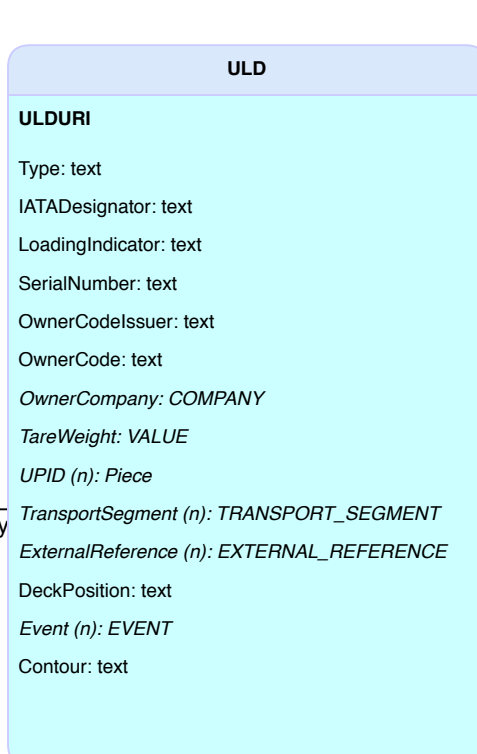 ULD
ULDURI
Type: text
IATADesignator: text
LoadingIndicator: text
SerialNumber: text
OwnerCodeIssuer: text
OwnerCode: text
OwnerCompany: COMPANY
TareWeight: VALUE
UPID (n): Piece
TransportSegment (n): TRANSPORT_SEGMENT
ExternalReference (n): EXTERNAL_REFERENCE
DeckPosition: text
Event (n): EVENT
Contour: text